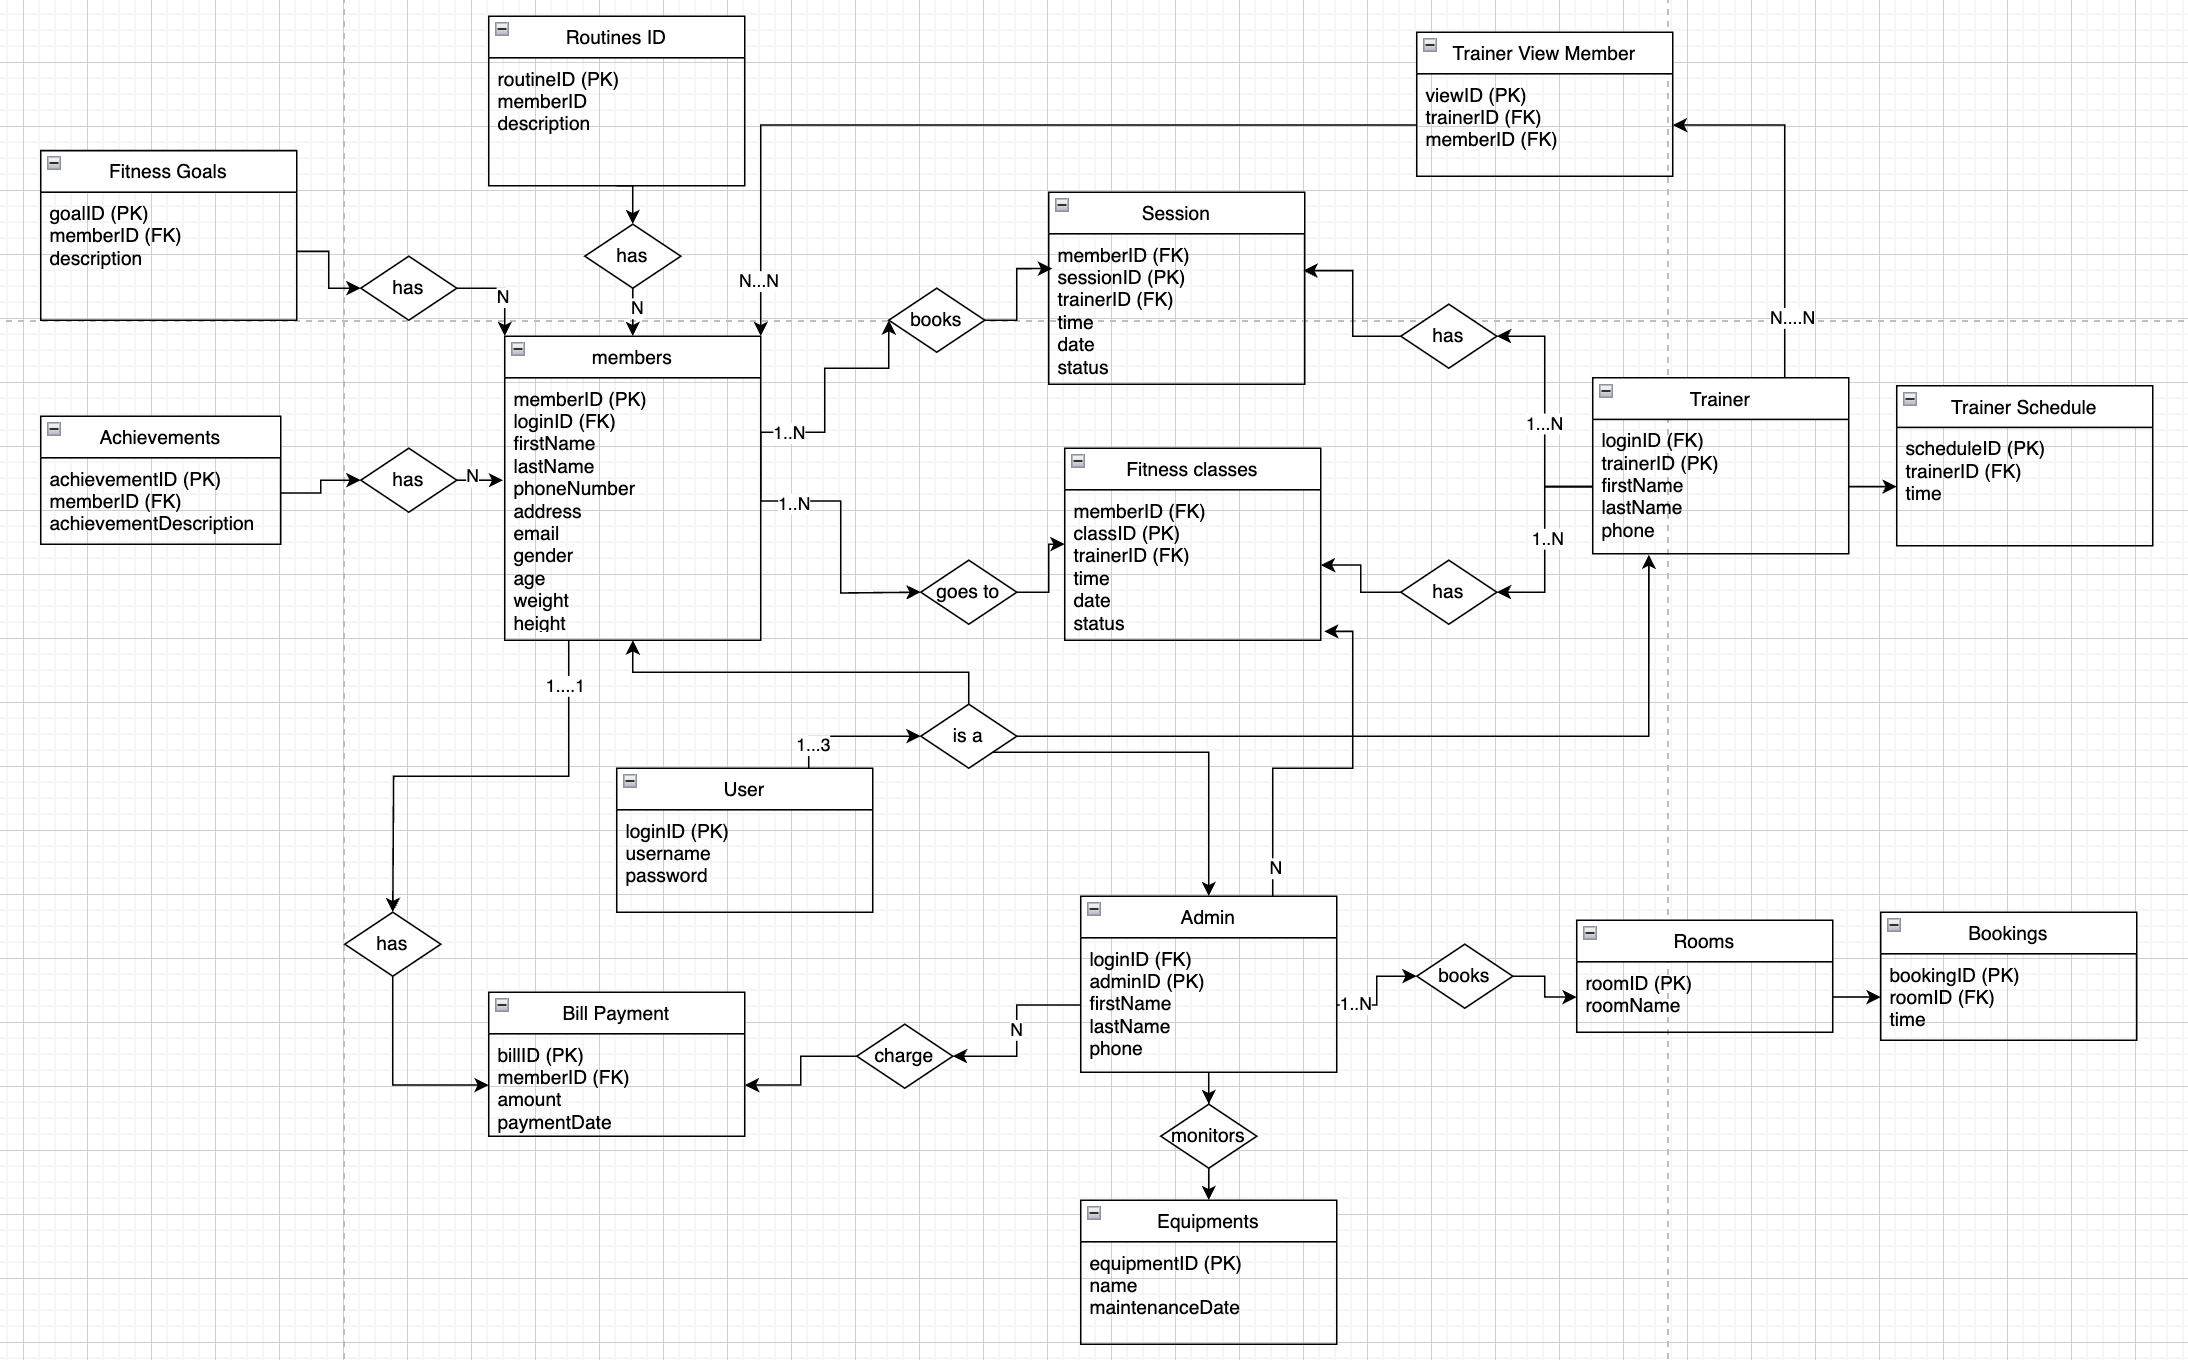 Routines ID
routineID (PK)
memberID
description
Trainer View Member
viewID (PK)
trainerID (FK)
memberID (FK)
Fitness Goals
goalID (PK)
memberID (FK)
description
has
N
has
N
N...N
Session
memberID (FK)
sessionID (PK)
trainerID (FK)
time
date
status
books
has
N....N
members
memberID (PK)
loginID (FK)
firstName
lastName
phoneNumber
address
email
gender
age
weight
height
1..N
1..N
Achievements
achievementID (PK)
memberID (FK)
achievementDescription
has
N
Fitness classes
memberID (FK)
classID (PK)
trainerID (FK)
time
date
status
goes to
1...N
1..N
has
Trainer
loginID (FK)
trainerID (PK)
firstName
lastName
phone
Trainer Schedule
scheduleID (PK)
trainerID (FK)
time
1....1
1...3
is a
User
loginID (PK)
username
password
N
has
Admin
loginID (FK)
adminID (PK)
firstName
lastName
phone
1..N
books
Rooms
roomID (PK)
roomName
Bookings
bookingID (PK)
roomID (FK)
time
Bill Payment
billID (PK)
memberID (FK)
amount
paymentDate
charge
N
monitors
Equipments
equipmentID (PK)
name
maintenanceDate